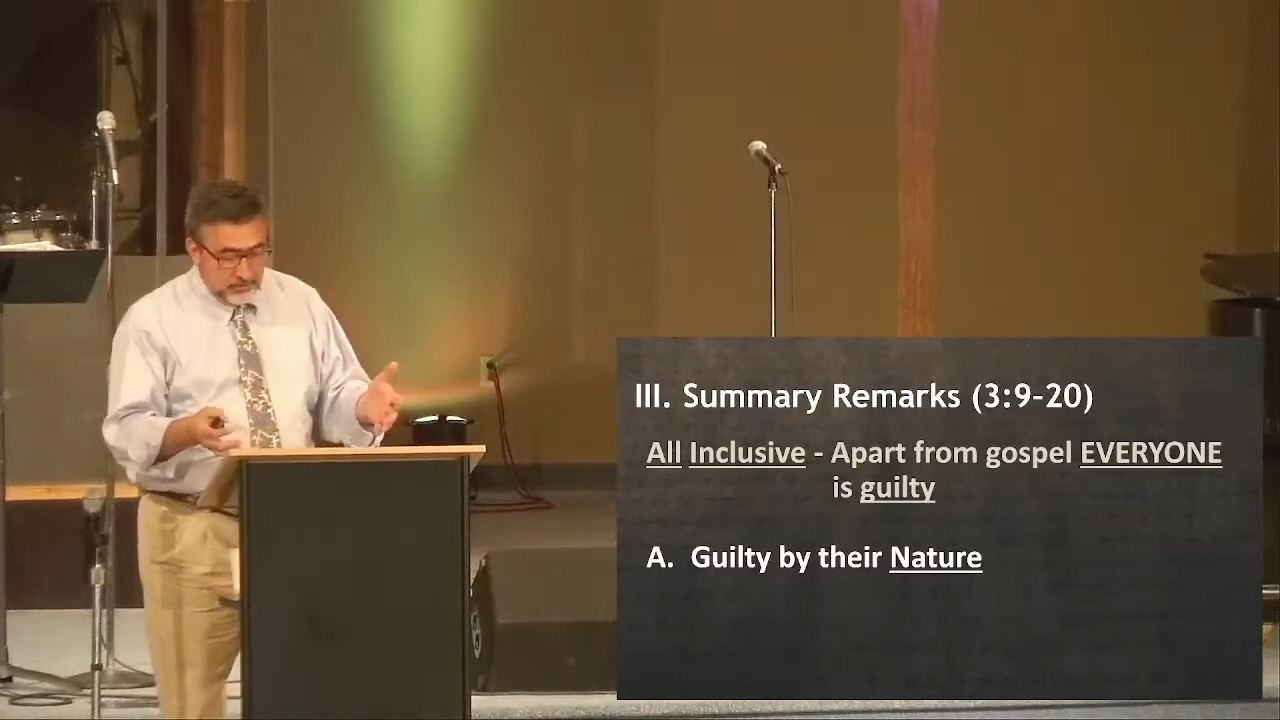 III. Summary Remarks (3:9-20)
All Inclusive - Apart from gospel EVERYONE
is guilty
A. Guilty by their Nature